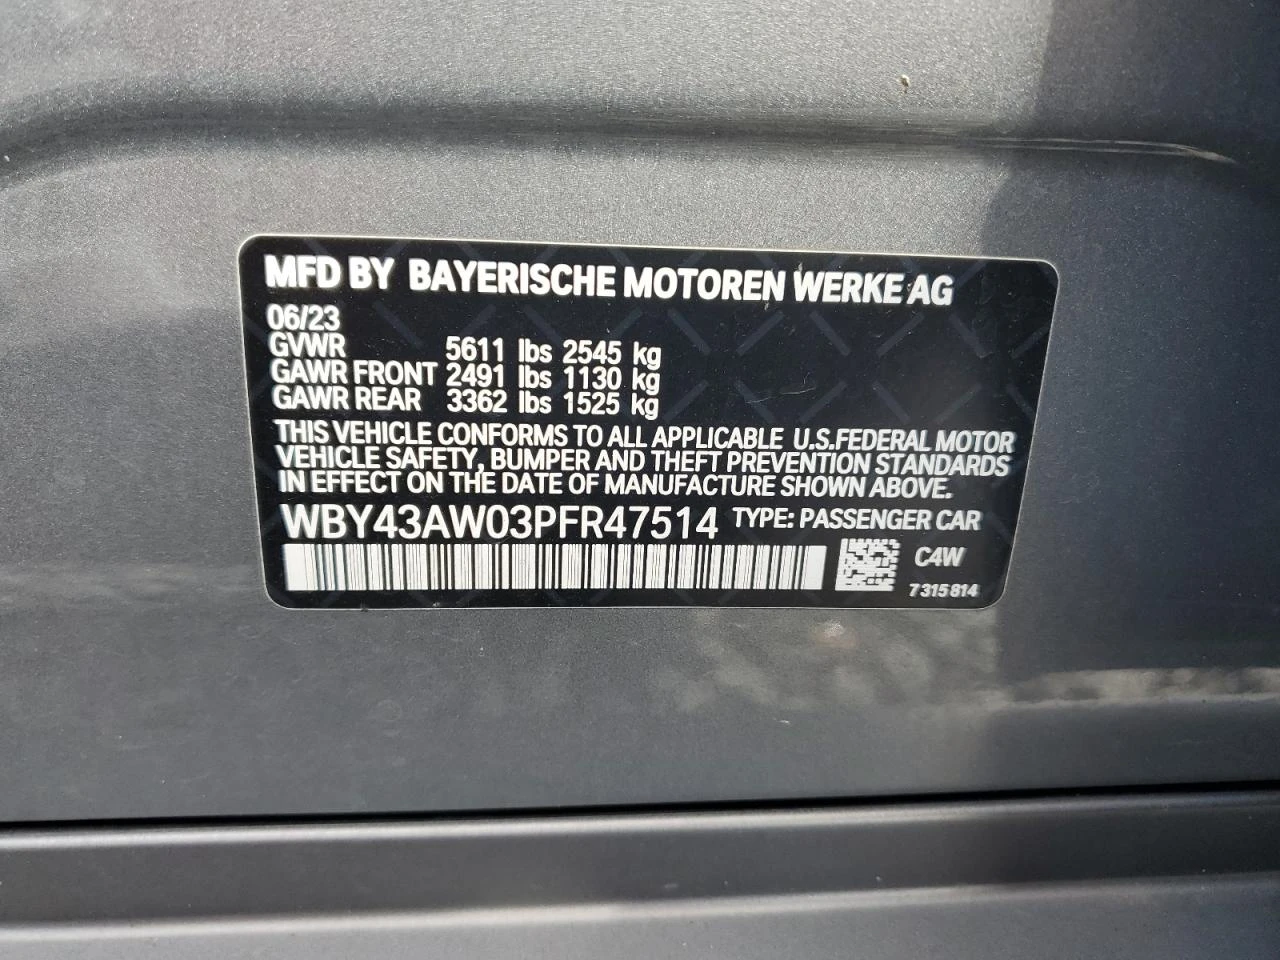 MFD BY BAYERISCHE MOTOREN WERKE AG
06/23
GVWR 5611 lbs 2545 kg
GAWR FRONT 2491 lbs 1130 kg
GAWR REAR 3362 lbs 1525 kg
THIS VEHICLE CONFORMS TO ALL APPLICABLE U.S.FEDERAL MOTOR
VEHICLE SAFETY, BUMPER AND THEFT PREVENTION STANDARDS
IN EFFECT ON THE DATE OF MANUFACTURE SHOWN ABOVE.
WBY43AW03PFR47514 TYPE: PASSENGER CAR
C4W
7 315 814